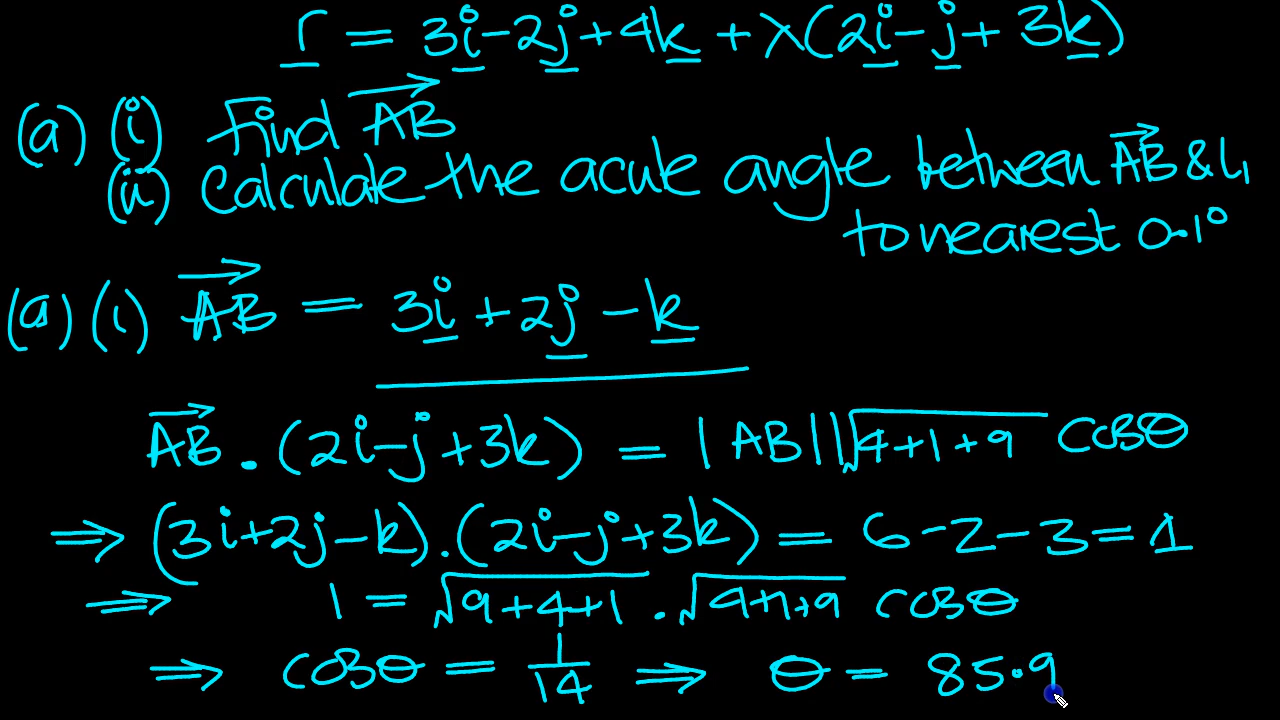 r = 3i-2j+4k+λ(2i-j+3k)
(a) (i) Find AB
(ii) Calculate the acute angle between AB & L₁
to nearest 0.1°
(a) (i) AB = 3i+2j-k
AB . (2i-j+3k) = |AB|√4+1+9 cosθ
⇒ (3i+2j-k).(2i-j+3k) = 6-2-3=1
⇒ 1 = √9+4+1 . √4+1+9 cosθ
⇒ cosθ = 1/14 ⇒ θ = 85.9